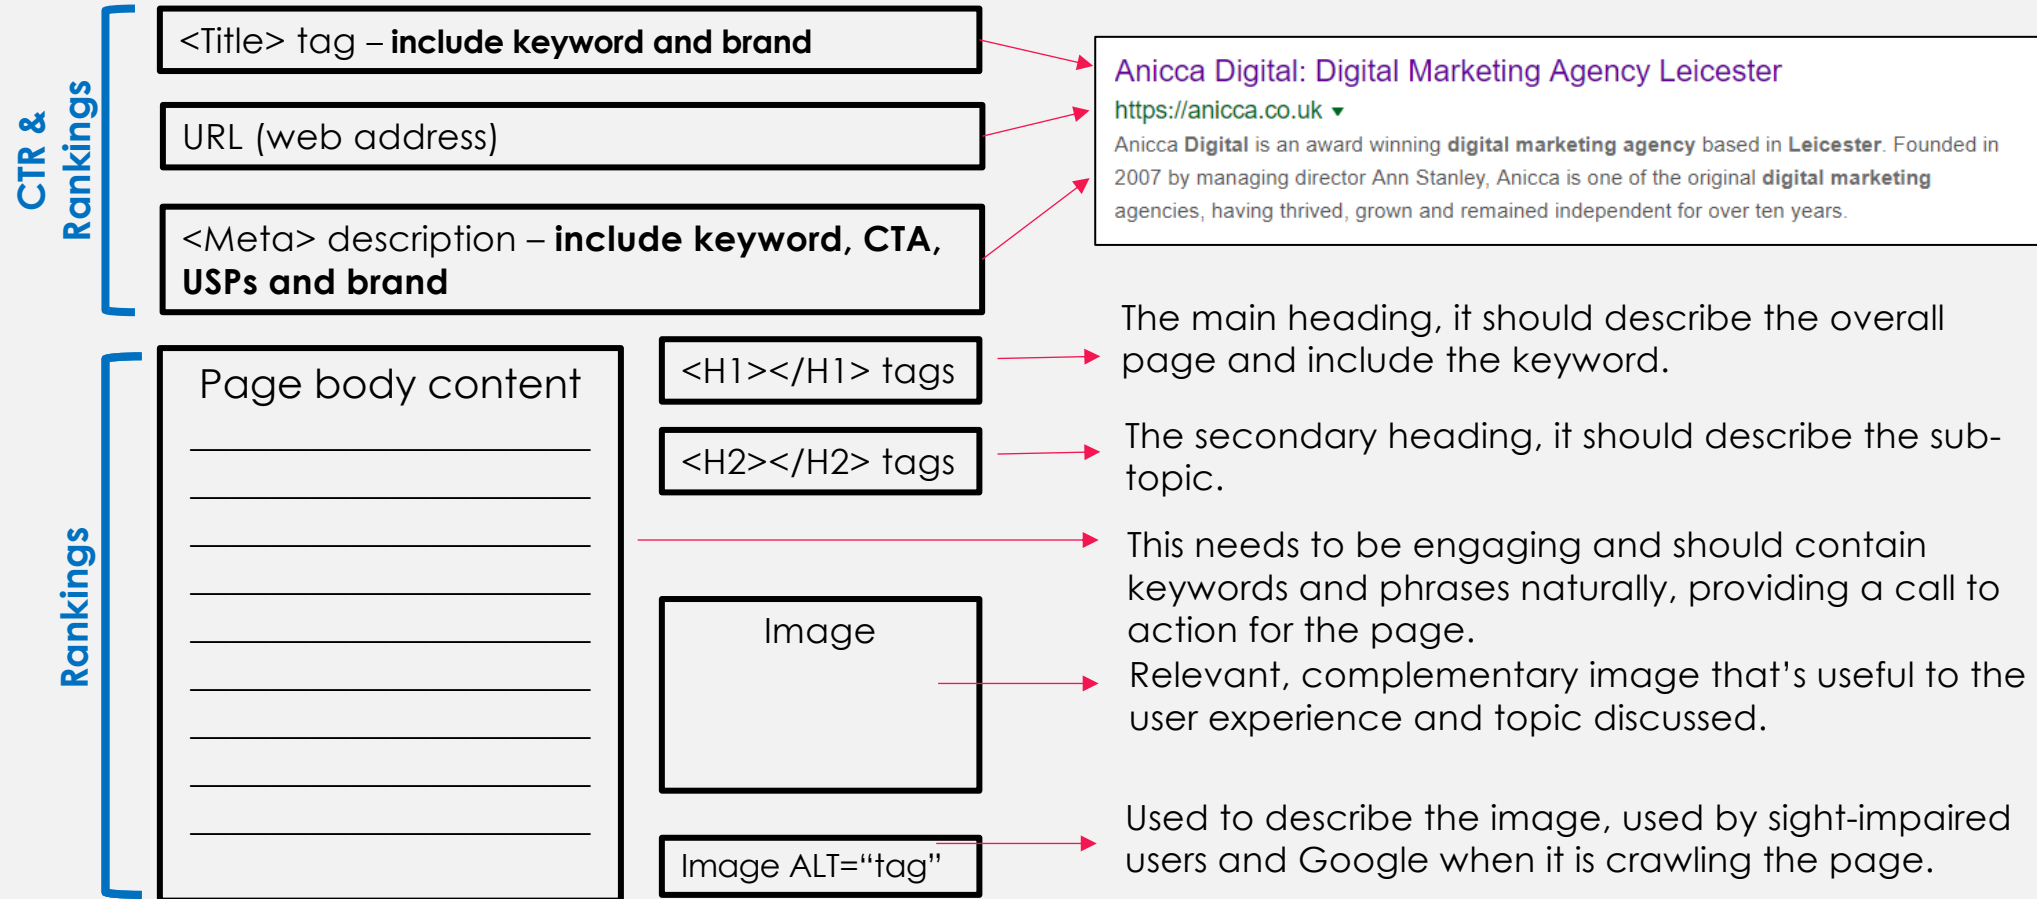 CTR &
Rankings
<Title> tag – include keyword and brand
URL (web address)
<Meta> description – include keyword, CTA,
USPs and brand
Anicca Digital: Digital Marketing Agency Leicester
https://anicca.co.uk
Anicca Digital is an award winning digital marketing agency based in Leicester. Founded in
2007 by managing director Ann Stanley, Anicca is one of the original digital marketing
agencies, having thrived, grown and remained independent for over ten years.
Rankings
Page body content
<H1></H1> tags
The main heading, it should describe the overall
page and include the keyword.
<H2></H2> tags
The secondary heading, it should describe the sub-
topic.
This needs to be engaging and should contain
keywords and phrases naturally, providing a call to
action for the page.
Image
Relevant, complementary image that’s useful to the
user experience and topic discussed.
Image ALT=“tag”
Used to describe the image, used by sight-impaired
users and Google when it is crawling the page.